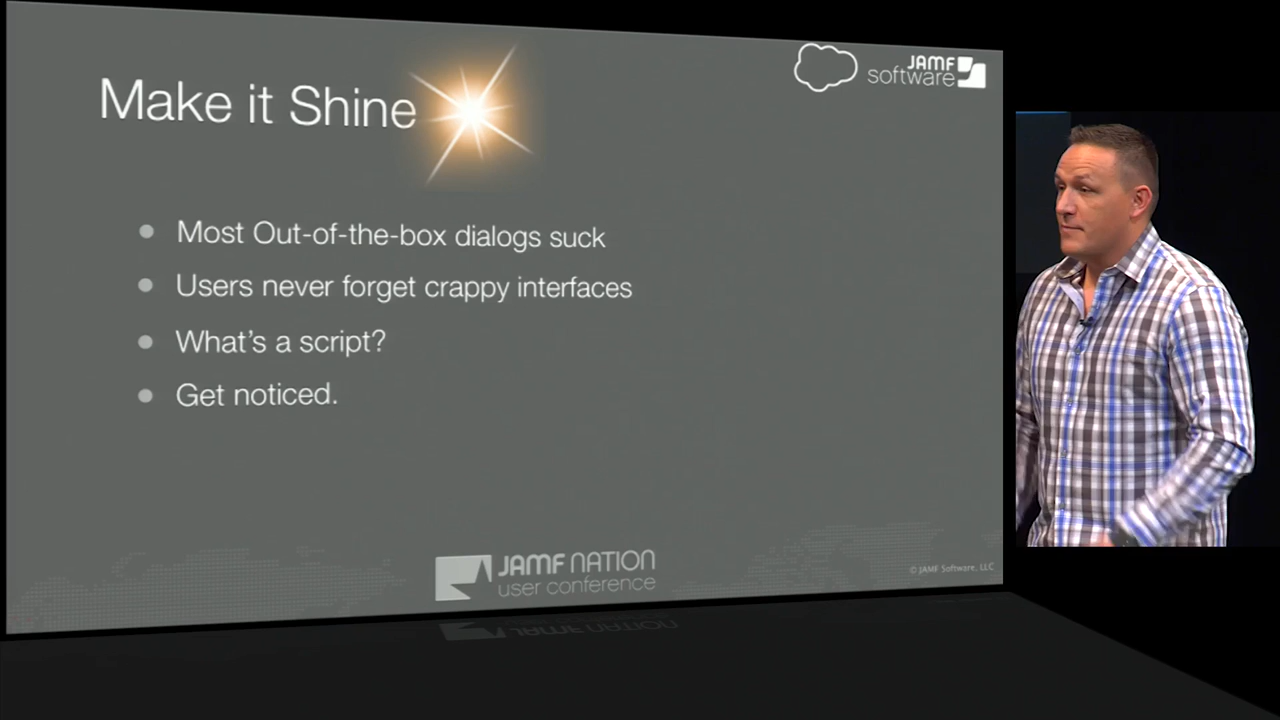 Make it Shine
JAMF
software
Most Out-of-the-box dialogs suck
Users never forget crappy interfaces
What's a script?
Get noticed.
JAMF NATION
user conference
© JAMF Software, LLC